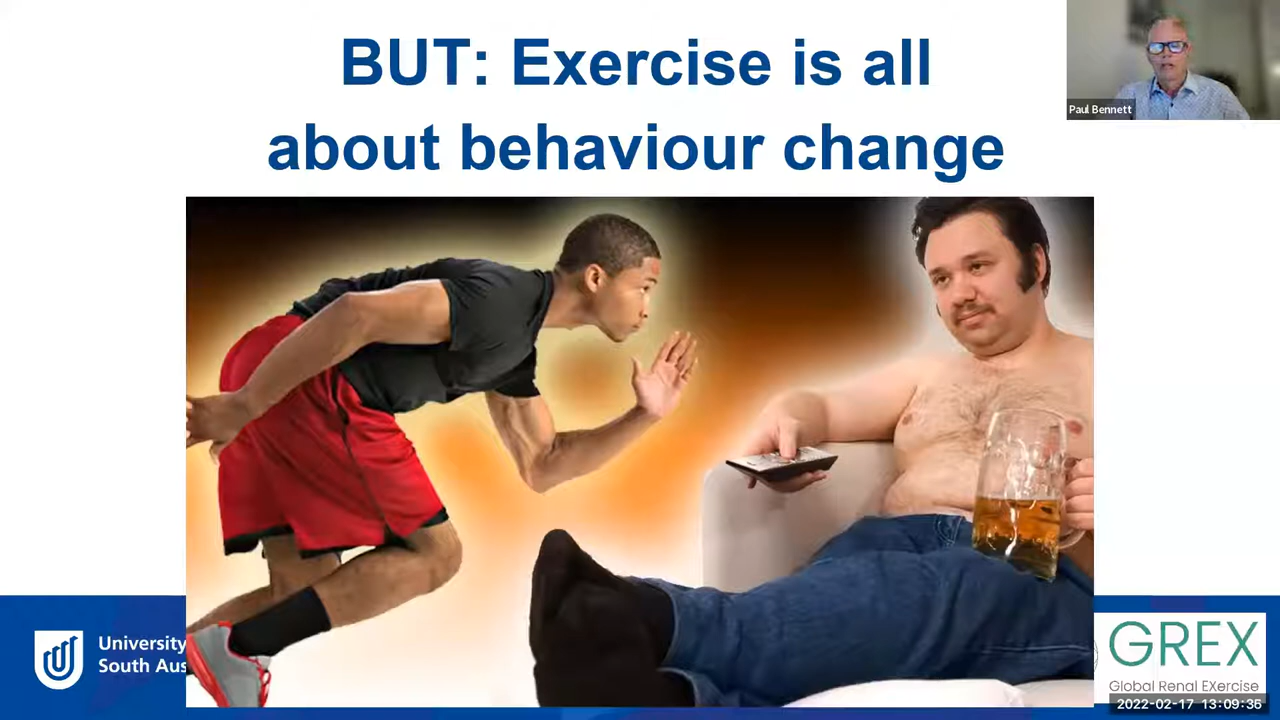 BUT: Exercise is all
about behaviour change
Paul Bennett
University
South Aus
GREX
Global Renal Exercise
2022-02-17 13:09:36